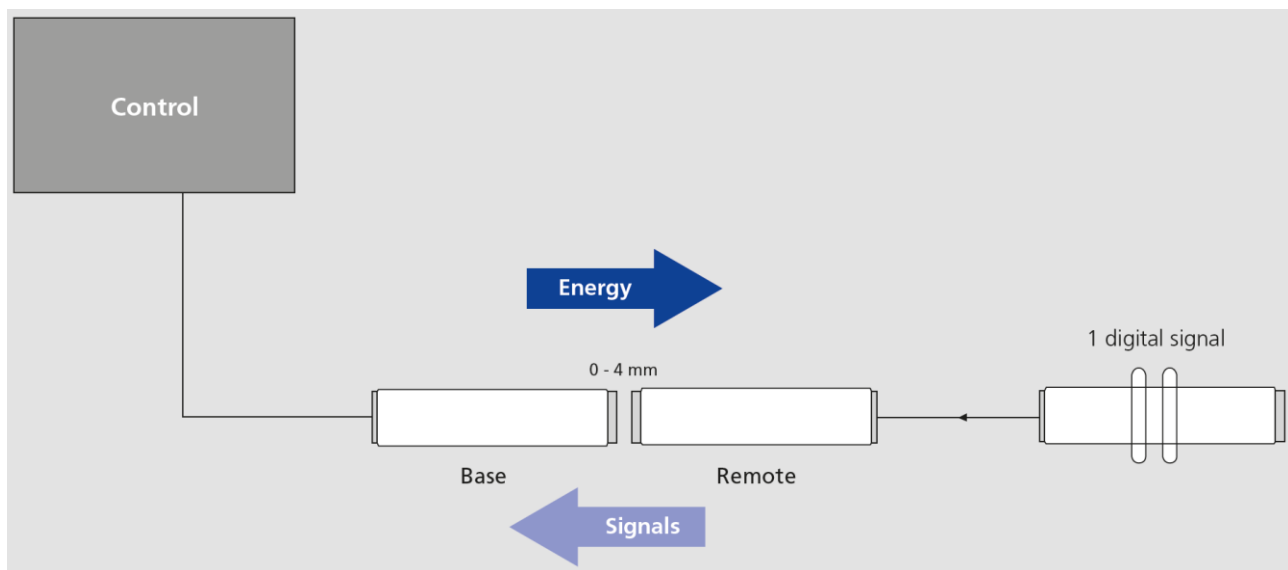 Control
Energy
1 digital signal
0 - 4 mm
Base
Remote
Signals